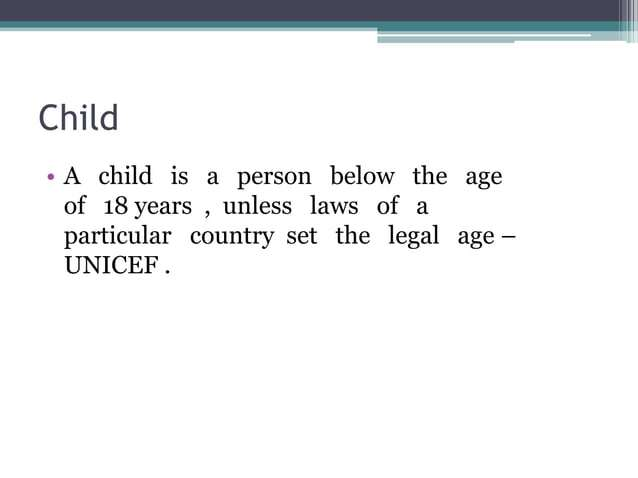 Child
• A child is a person below the age
of 18 years , unless laws of a
particular country set the legal age –
UNICEF .